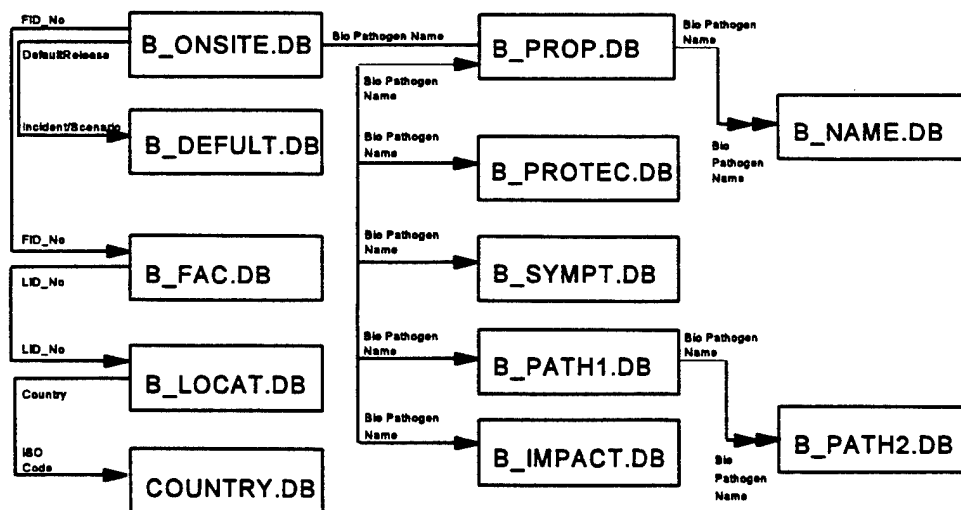 FID_No
B_ONSITE.DB
Bio Pathogen Name
B_PROP.DB
Bio Pathogen
Name
Default/Release
Bio Pathogen
Name
Incident/Scenario
B_DEFULT.DB
Bio Pathogen
Name
B_PROTEC.DB
Bio
Pathogen
Name
B_NAME.DB
FID_No
B_FAC.DB
Bio Pathogen
Name
B_SYMPT.DB
LID_No
LID_No
B_LOCAT.DB
Bio Pathogen
Name
B_PATH1.DB
Bio Pathogen
Name
Country
ISO
Code
COUNTRY.DB
Bio Pathogen
Name
B_IMPACT.DB
Bio
Pathogen
Name
B_PATH2.DB